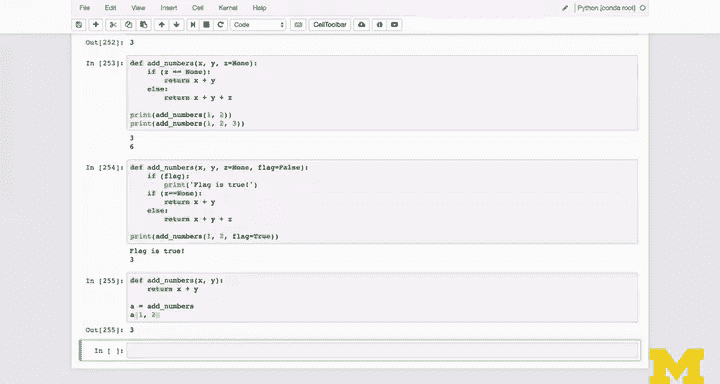 File Edit View Insert Cell Kernel Help
Python [conda root]
Code
CellToolbar
Out[252]: 3
In [253]: def add_numbers(x, y, z=None):
if (z == None):
return x + y
else:
return x + y + z
print(add_numbers(1, 2))
print(add_numbers(1, 2, 3))
3
6
In [254]: def add_numbers(x, y, z=None, flag=False):
if (flag):
print('Flag is true!')
if (z==None):
return x + y
else:
return x + y + z
print(add_numbers(1, 2, flag=True))
Flag is true!
3
In [255]: def add_numbers(x, y):
return x + y
a = add_numbers
a(1, 2)
Out[255]: 3
In [ ]:
M